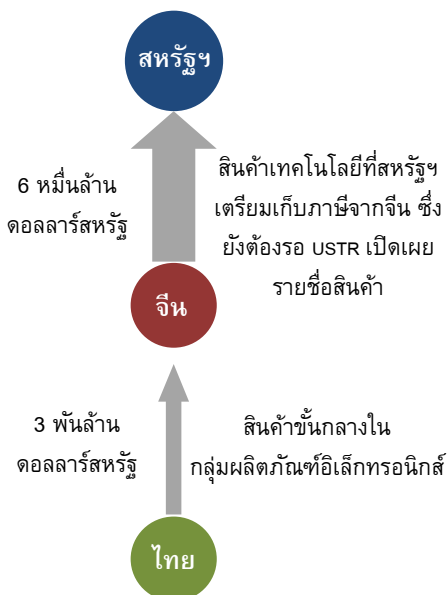 สหรัฐฯ
6 หมื่นล้าน
ดอลลาร์สหรัฐ
สินค้าเทคโนโลยีที่สหรัฐฯ
เตรียมเก็บภาษีจากจีน ซึ่ง
ยังต้องรอ USTR เปิดเผย
รายชื่อสินค้า
จีน
3 พันล้าน
ดอลลาร์สหรัฐ
สินค้าขั้นกลางใน
กลุ่มผลิตภัณฑ์อิเล็กทรอนิกส์
ไทย